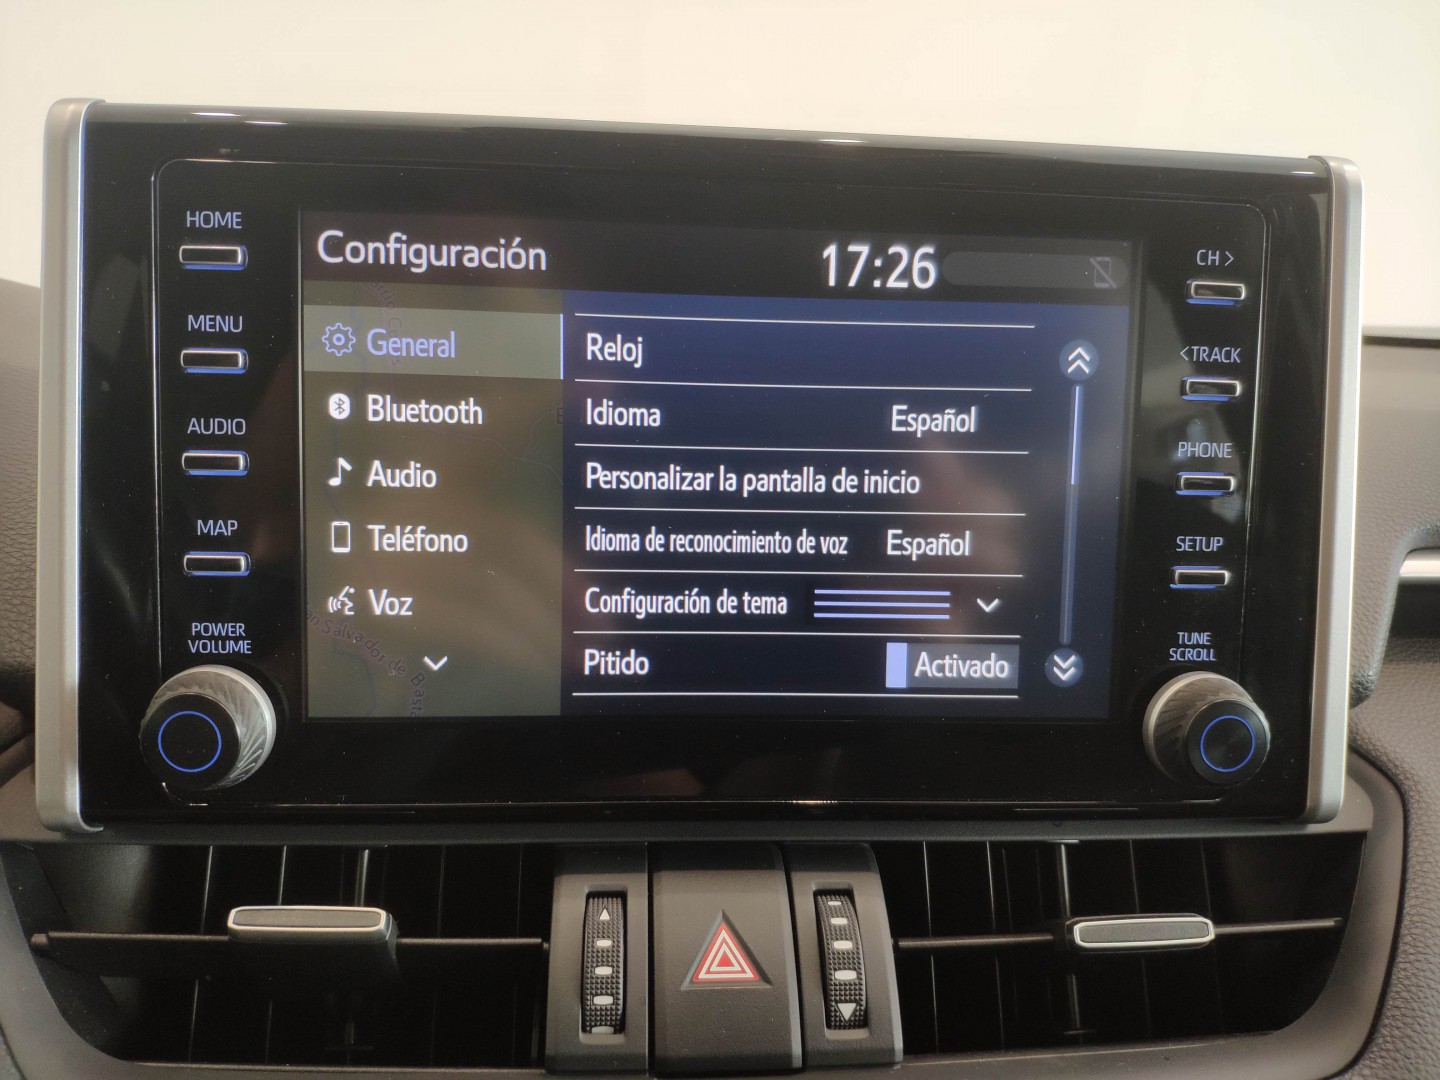 HOME
MENU
AUDIO
MAP
POWER
VOLUME
Configuración 17:26
General
Bluetooth
Audio
Teléfono
Voz
Reloj
Idioma Español
Personalizar la pantalla de inicio
Idioma de reconocimiento de voz Español
Configuración de tema
Pitido Activado
Salvador de
CH >
< TRACK
PHONE
SETUP
TUNE
SCROLL